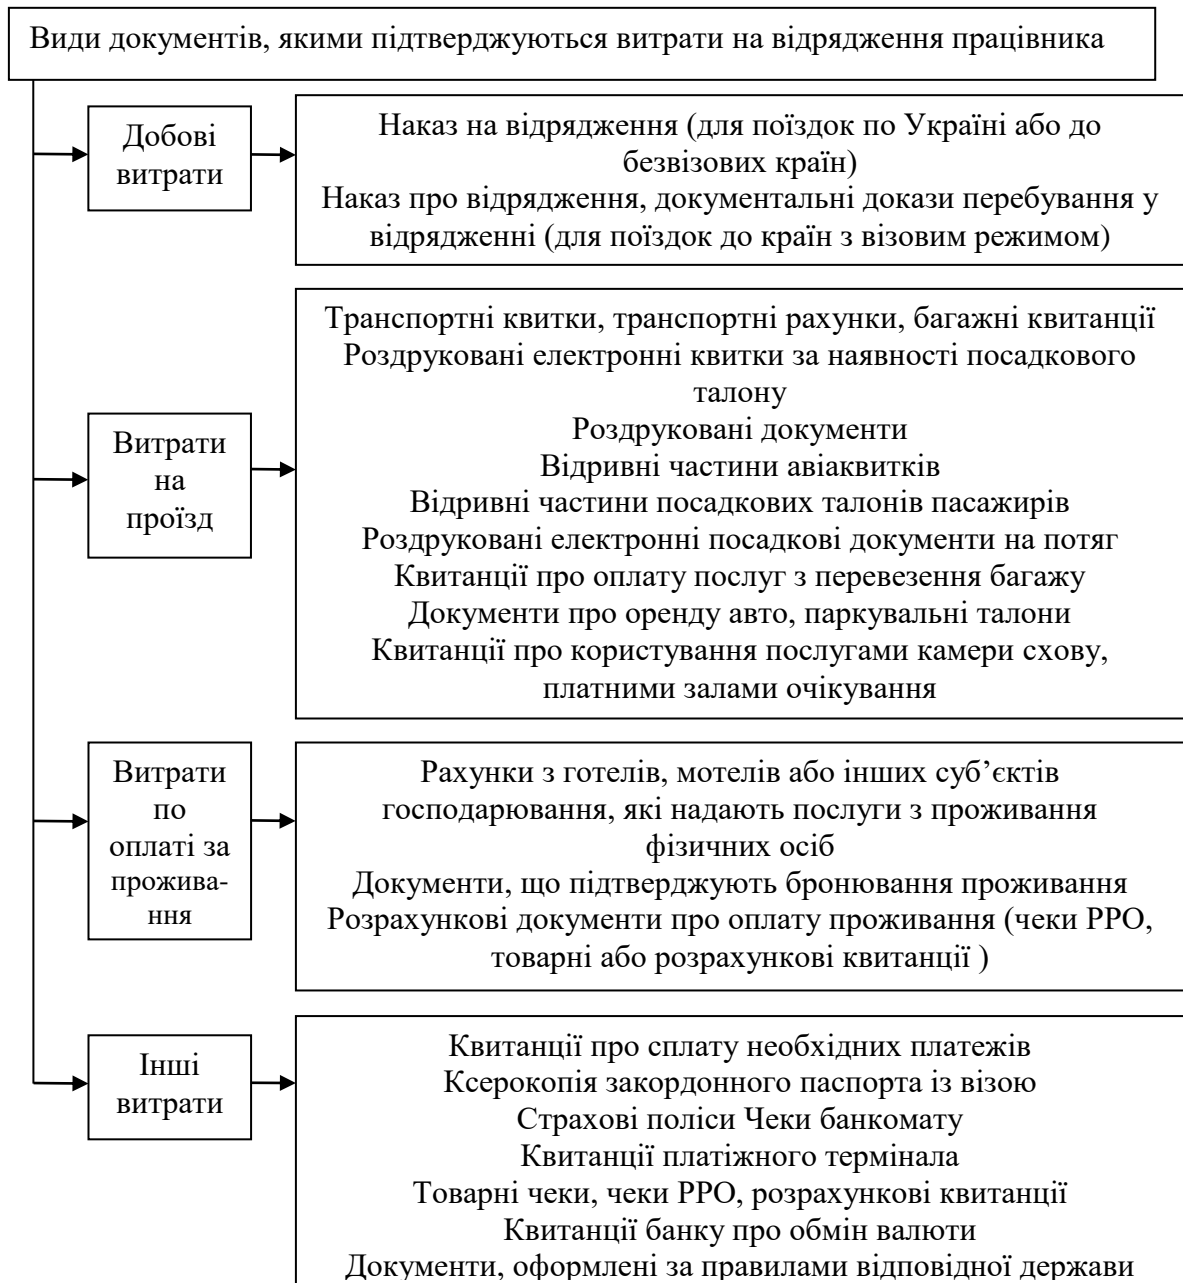 Види документів, якими підтверджуються витрати на відрядження працівника
Добові
витрати
Наказ на відрядження (для поїздок по Україні або до
безвізових країн)
Наказ про відрядження, документальні докази перебування у
відрядженні (для поїздок до країн з візовим режимом)
Витрати
на
проїзд
Транспортні квитки, транспортні рахунки, багажні квитанції
Роздруковані електронні квитки за наявності посадкового
талону
Роздруковані документи
Відривні частини авіаквитків
Відривні частини посадкових талонів пасажирів
Роздруковані електронні посадкові документи на потяг
Квитанції про оплату послуг з перевезення багажу
Документи про оренду авто, паркувальні талони
Квитанції про користування послугами камери схову,
платними залами очікування
Витрати
по
оплаті за
прожива-
ння
Рахунки з готелів, мотелів або інших суб’єктів
господарювання, які надають послуги з проживання
фізичних осіб
Документи, що підтверджують бронювання проживання
Розрахункові документи про оплату проживання (чеки РРО,
товарні або розрахункові квитанції )
Інші
витрати
Квитанції про сплату необхідних платежів
Ксерокопія закордонного паспорта із візою
Страхові поліси Чеки банкомату
Квитанції платіжного термінала
Товарні чеки, чеки РРО, розрахункові квитанції
Квитанції банку про обмін валюти
Документи, оформлені за правилами відповідної держави